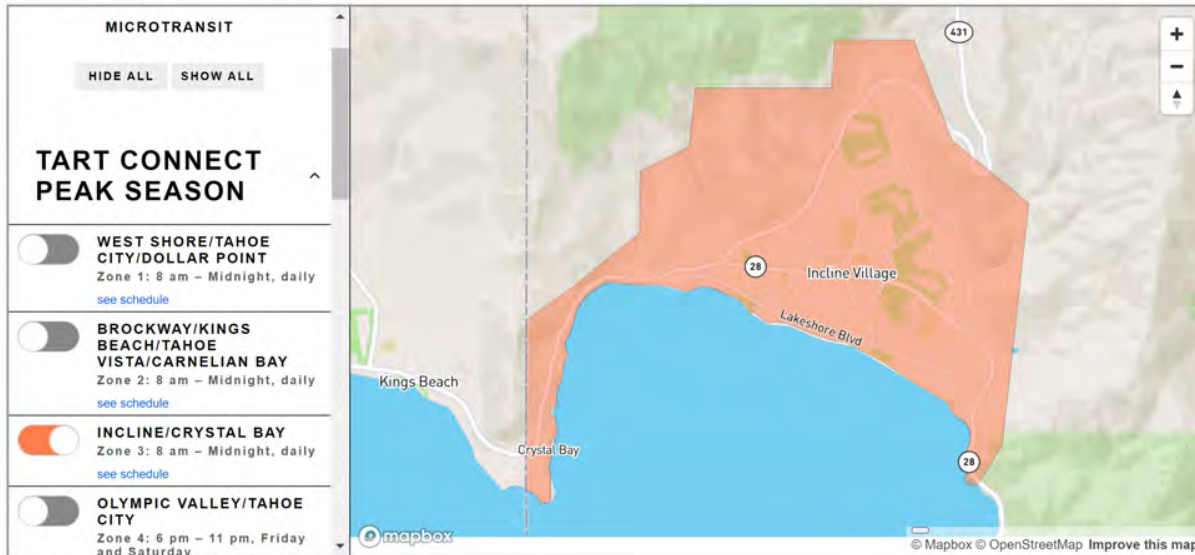 MICROTRANSIT
HIDE ALL
SHOW ALL
TART CONNECT
PEAK SEASON
WEST SHORE/TAHOE
CITY/DOLLAR POINT
Zone 1: 8 am – Midnight, daily
see schedule
BROCKWAY/KINGS
BEACH/TAHOE
VISTA/CARNELIAN BAY
Zone 2: 8 am – Midnight, daily
see schedule
INCLINE/CRYSTAL BAY
Zone 3: 8 am – Midnight, daily
see schedule
OLYMPIC VALLEY/TAHOE
CITY
Zone 4: 6 pm – 11 pm, Friday
and Saturday
431
28
Incline Village
Lakeshore Blvd
Kings Beach
Crystal Bay
28
mapbox
© Mapbox © OpenStreetMap Improve this map